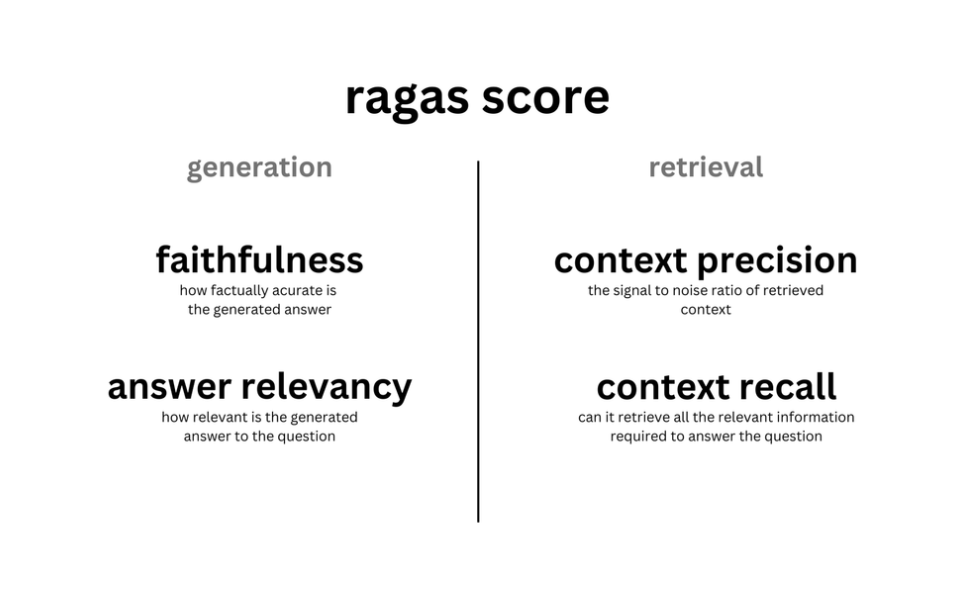 ragas score
generation
faithfulness
how factually acurate is
the generated answer
answer relevancy
how relevant is the generated
answer to the question
retrieval
context precision
the signal to noise ratio of retrieved
context
context recall
can it retrieve all the relevant information
required to answer the question